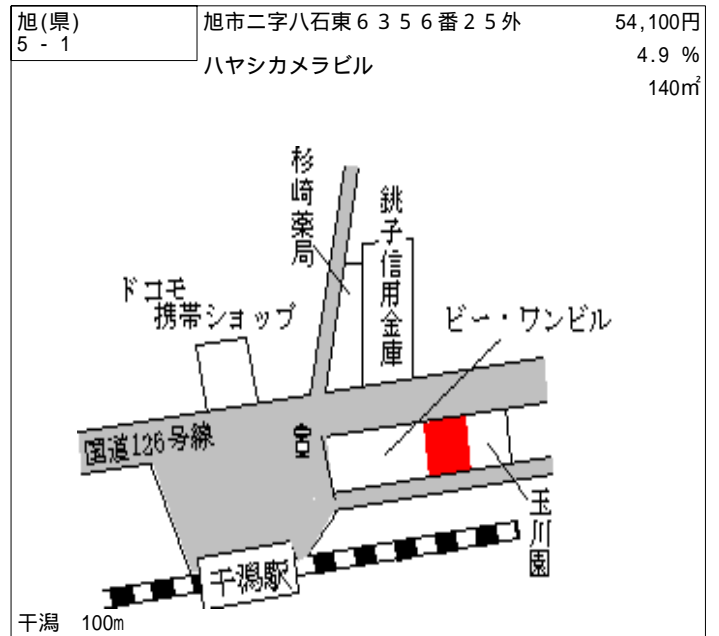 旭(県)
5 - 1
旭市ニ字八石東６３５６番２５外
ハヤシカメラビル
54,100円
4.9 %
140㎡
杉崎薬局
銚子信用金庫
ドコモ
携帯ショップ
ビー・ワンビル
国道126号線
玉川園
干潟駅
干潟 100m